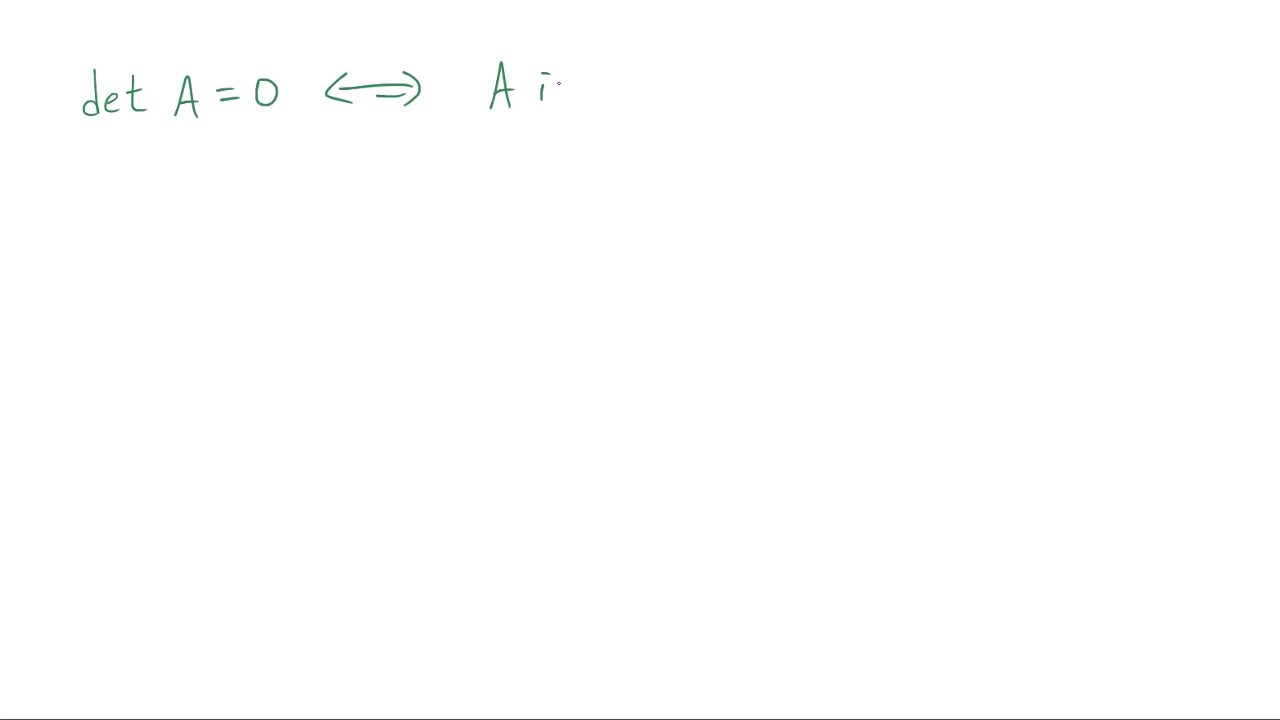 det A = 0 ⟺ A i